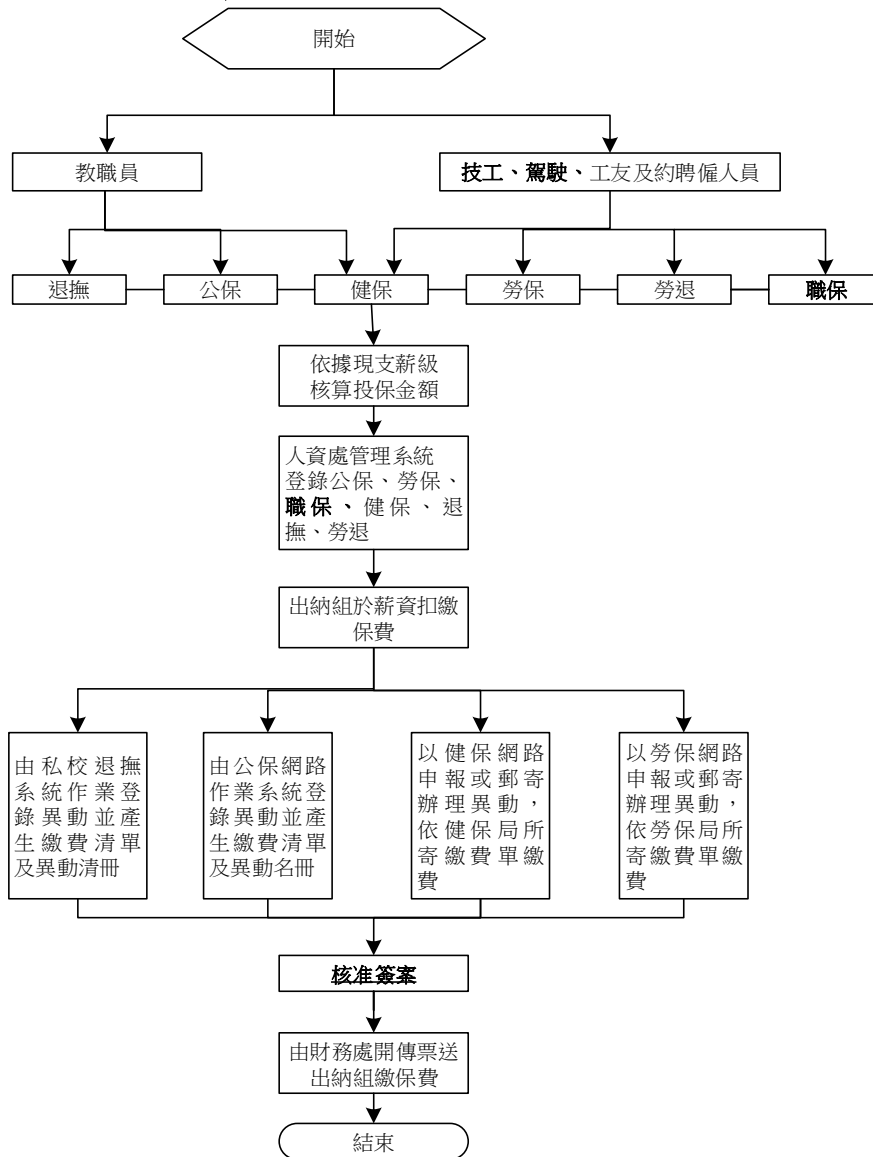 開始
教職員
技工、駕駛、工友及約聘僱人員
退撫
公保
健保
勞保
勞退
職保
依據現支薪級
核算投保金額
人資處管理系統
登錄公保、勞保、
職保、健保、退
撫、勞退
出納組於薪資扣繳
保費
由私校退撫
系統作業登
錄異動並產
生繳費清單
及異動清冊
由公保網路
作業系統登
錄異動並產
生繳費清單
及異動名冊
以健保網路
申報或郵寄
辦理異動，
依健保局所
寄繳費單繳
費
以勞保網路
申報或郵寄
辦理異動，
依勞保局所
寄繳費單繳
費
核准簽案
由財務處開傳票送
出納組繳保費
結束